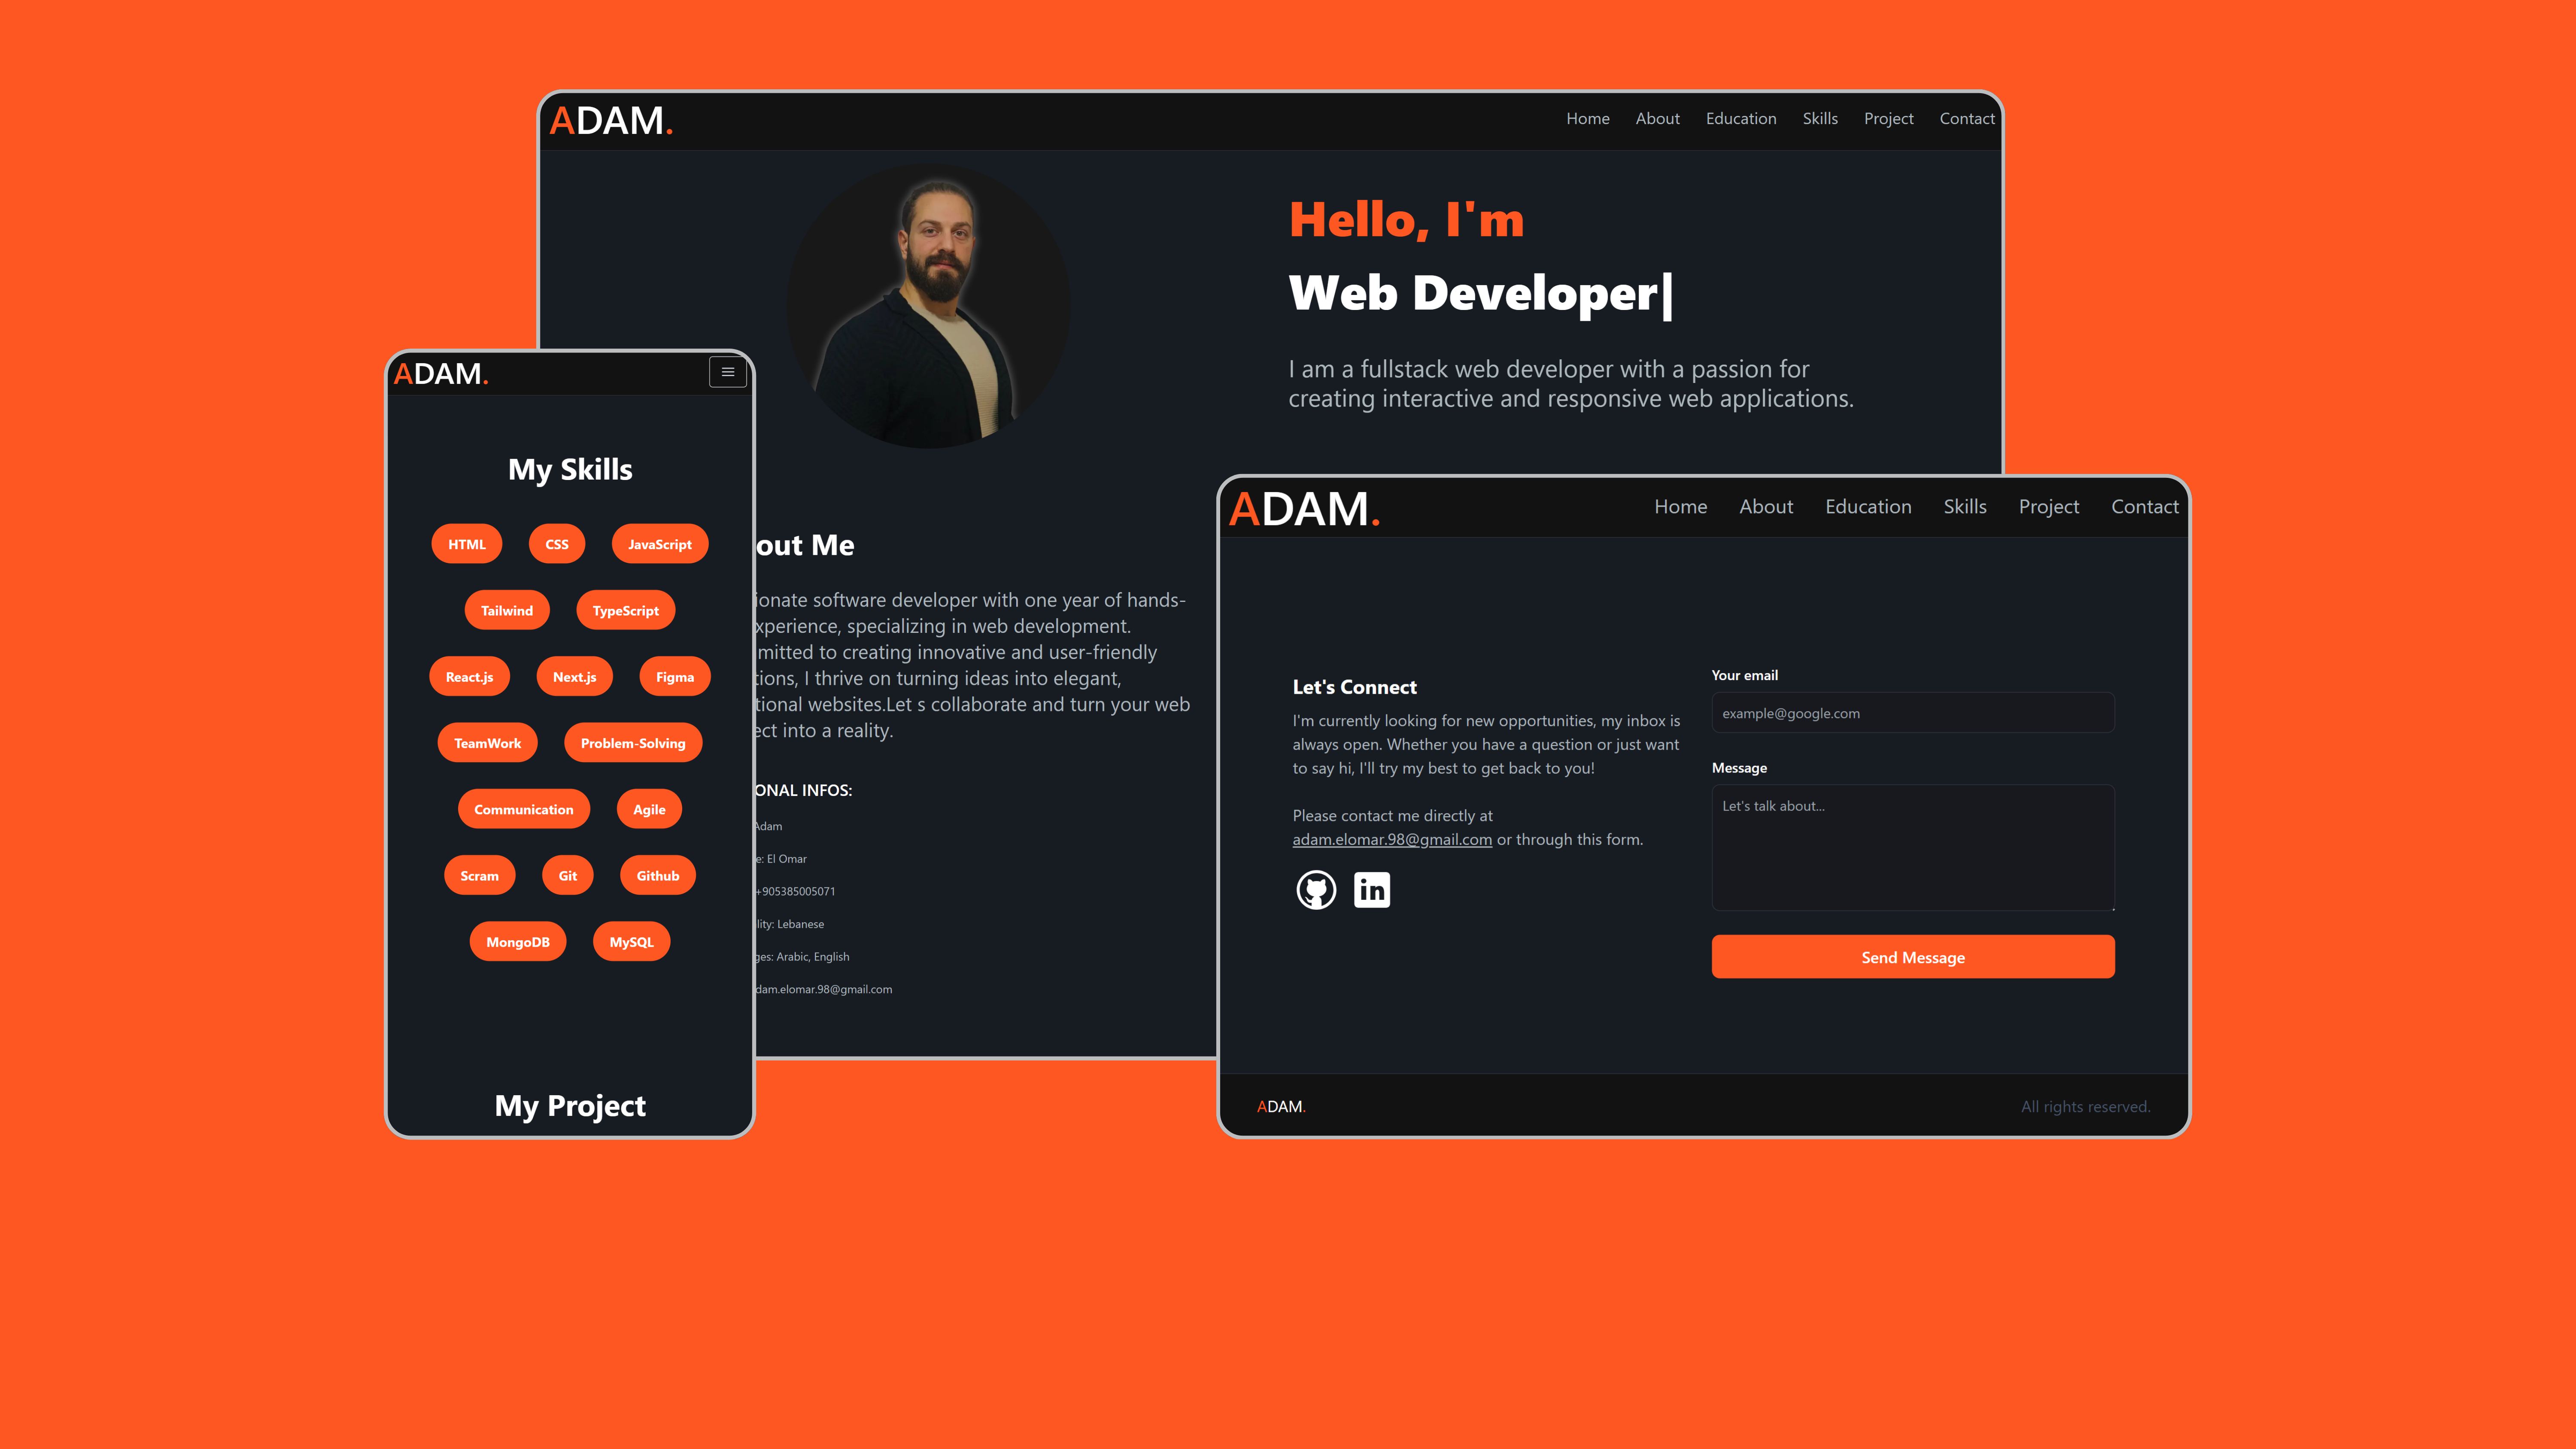 ADAM.
Home About Education Skills Project Contact
Hello, I'm
Web Developer|
I am a fullstack web developer with a passion for
creating interactive and responsive web applications.
ADAM.
My Skills
HTML CSS JavaScript
Tailwind TypeScript
React.js Next.js Figma
TeamWork Problem-Solving
Communication Agile
Scram Git Github
MongoDB MySQL
My Project
out Me
ionate software developer with one year of hands-
xperience, specializing in web development.
mitted to creating innovative and user-friendly
tions, I thrive on turning ideas into elegant,
tional websites.Let s collaborate and turn your web
ect into a reality.
ONAL INFOS:
Adam
e: El Omar
+905385005071
lity: Lebanese
ges: Arabic, English
dam.elomar.98@gmail.com
ADAM.
Home About Education Skills Project Contact
Let's Connect
I'm currently looking for new opportunities, my inbox is
always open. Whether you have a question or just want
to say hi, I'll try my best to get back to you!
Please contact me directly at
adam.elomar.98@gmail.com or through this form.
in
Your email
example@google.com
Message
Let's talk about...
Send Message
ADAM.
All rights reserved.